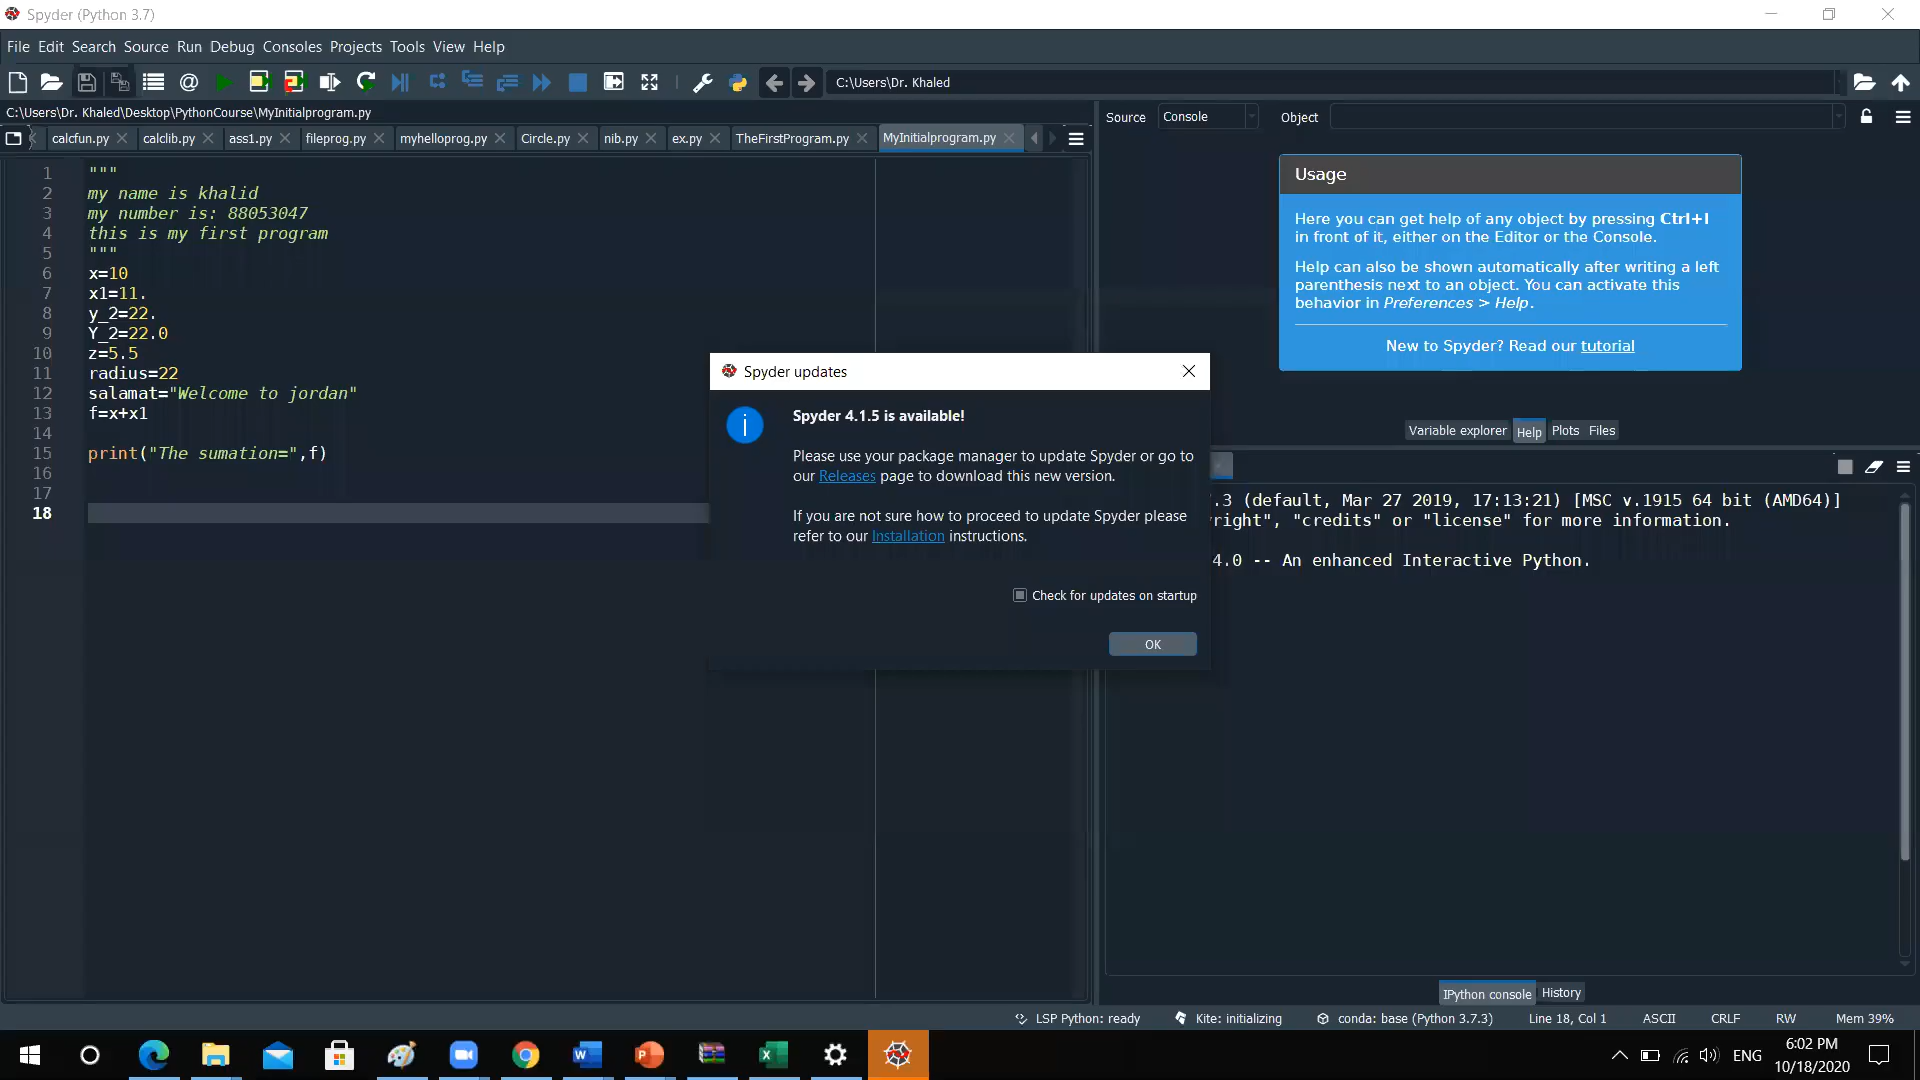 Spyder (Python 3.7)
File Edit Search Source Run Debug Consoles Projects Tools View Help
C:\Users\Dr. Khaled
C:\Users\Dr. Khaled\Desktop\PythonCourse\MyInitialprogram.py
calcfun.py calclib.py ass1.py fileprog.py myhelloprog.py Circle.py nib.py ex.py TheFirstProgram.py MyInitialprogram.py
1 """
2 my name is khalid
3 my number is: 88053047
4 this is my first program
5 """
6 x=10
7 x1=11.
8 y_2=22.
9 Y_2=22.0
10 z=5.5
11 radius=22
12 salamat="Welcome to jordan"
13 f=x+x1
14
15 print("The sumation=",f)
16
17
18
Source Console Object
Usage
Here you can get help of any object by pressing Ctrl+I
in front of it, either on the Editor or the Console.
Help can also be shown automatically after writing a left
parenthesis next to an object. You can activate this
behavior in Preferences > Help.
New to Spyder? Read our tutorial
Variable explorer Help Plots Files
Spyder updates
Spyder 4.1.5 is available!
Please use your package manager to update Spyder or go to
our Releases page to download this new version.
If you are not sure how to proceed to update Spyder please
refer to our Installation instructions.
Check for updates on startup
OK
.3 (default, Mar 27 2019, 17:13:21) [MSC v.1915 64 bit (AMD64)]
right", "credits" or "license" for more information.
4.0 -- An enhanced Interactive Python.
IPython console History
LSP Python: ready Kite: initializing conda: base (Python 3.7.3) Line 18, Col 1 ASCII CRLF RW Mem 39%
ENG
6:02 PM
10/18/2020